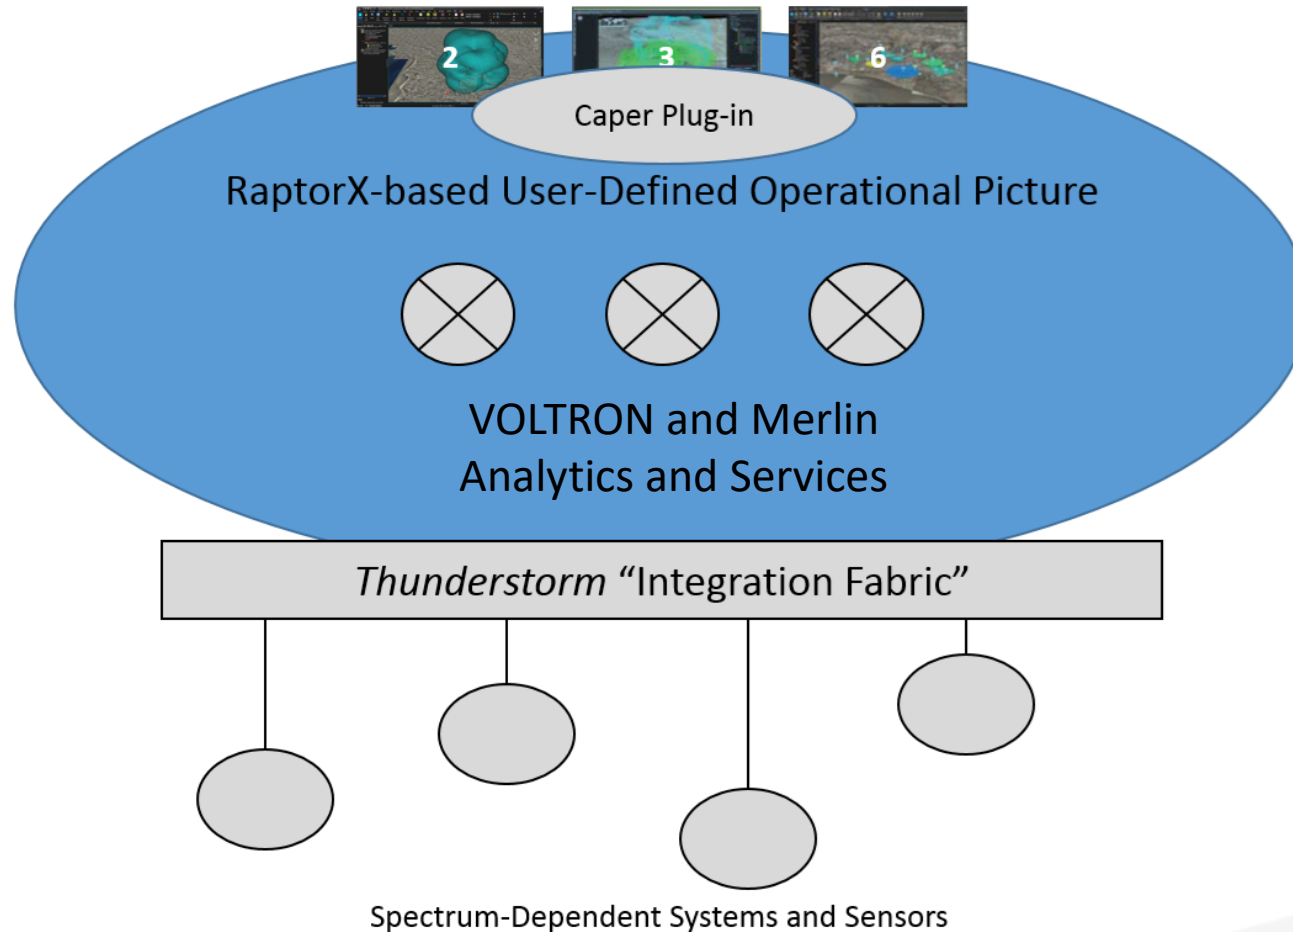 2
3
6
Caper Plug-in
RaptorX-based User-Defined Operational Picture
VOLTRON and Merlin
Analytics and Services
Thunderstorm “Integration Fabric”
Spectrum-Dependent Systems and Sensors